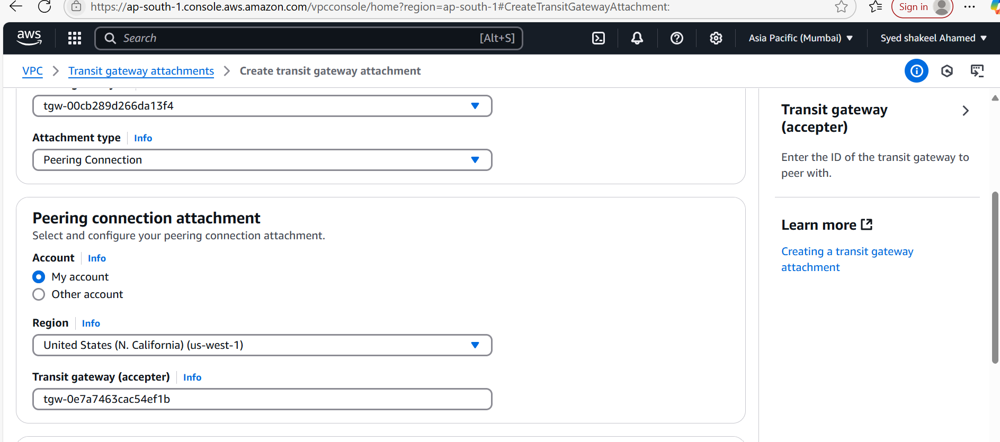 https://ap-south-1.console.aws.amazon.com/vpcconsole/home?region=ap-south-1#CreateTransitGatewayAttachment:
Sign in
aws
Search
[Alt+S]
Asia Pacific (Mumbai)
Syed shakeel Ahamed
VPC
Transit gateway attachments
Create transit gateway attachment
tgw-00cb289d266da13f4
Attachment type
Info
Peering Connection
Peering connection attachment
Select and configure your peering connection attachment.
Account
Info
My account
Other account
Region
Info
United States (N. California) (us-west-1)
Transit gateway (accepter)
Info
tgw-0e7a7463cac54ef1b
Transit gateway
(accepter)
Enter the ID of the transit gateway to
peer with.
Learn more
Creating a transit gateway
attachment